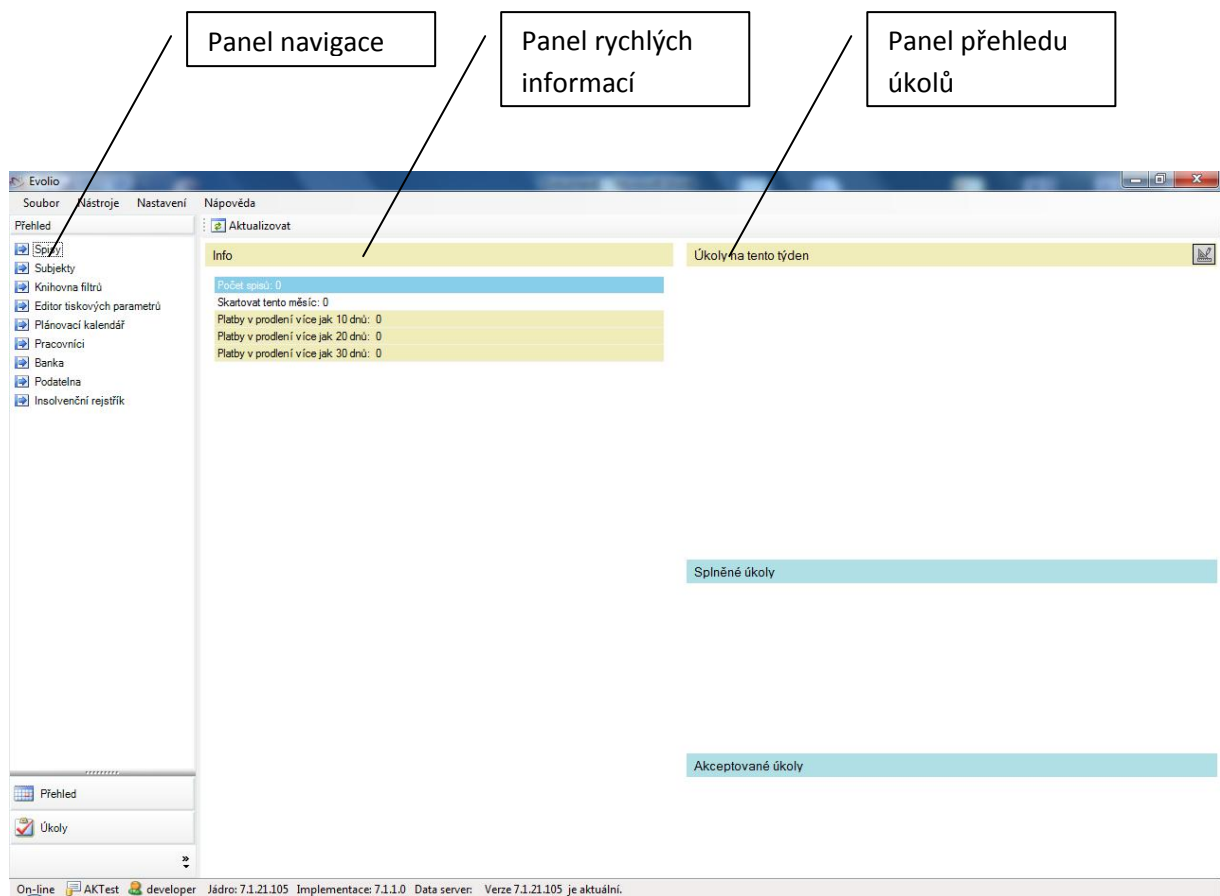 Panel navigace
Panel rychlých
informací
Panel přehledu
úkolů
Evolio
Soubor Nástroje Nastavení Nápověda
Přehled
Aktualizovat
Spisy
Subjekty
Knihovna filtrů
Editor tiskových parametrů
Plánovací kalendář
Pracovníci
Banka
Podatelna
Insolvenční rejstřík
Info
Počet spisů: 0
Skartovat tento měsíc: 0
Platby v prodlení více jak 10 dnů: 0
Platby v prodlení více jak 20 dnů: 0
Platby v prodlení více jak 30 dnů: 0
Úkoly na tento týden
Splněné úkoly
Akceptované úkoly
Přehled
Úkoly
On-line AKTest developer Jádro: 7.1.21.105 Implementace: 7.1.1.0 Data server: Verze 7.1.21.105 je aktuální.